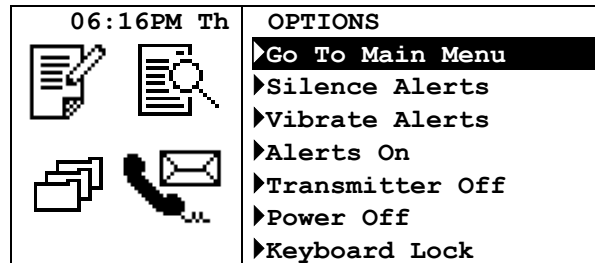 06:16PM Th
OPTIONS
Go To Main Menu
Silence Alerts
Vibrate Alerts
Alerts On
Transmitter Off
Power Off
Keyboard Lock